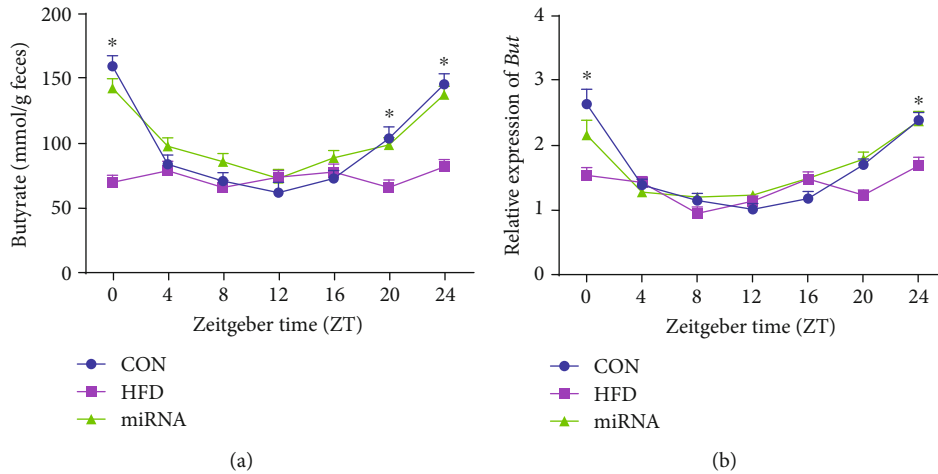 200
150
100
50
0
Butyrate (mmol/g feces)
*
*
*
0 4 8 12 16 20 24
Zeitgeber time (ZT)
CON
HFD
miRNA
(a)
4
3
2
1
0
Relative expression of But
*
*
0 4 8 12 16 20 24
Zeitgeber time (ZT)
CON
HFD
miRNA
(b)